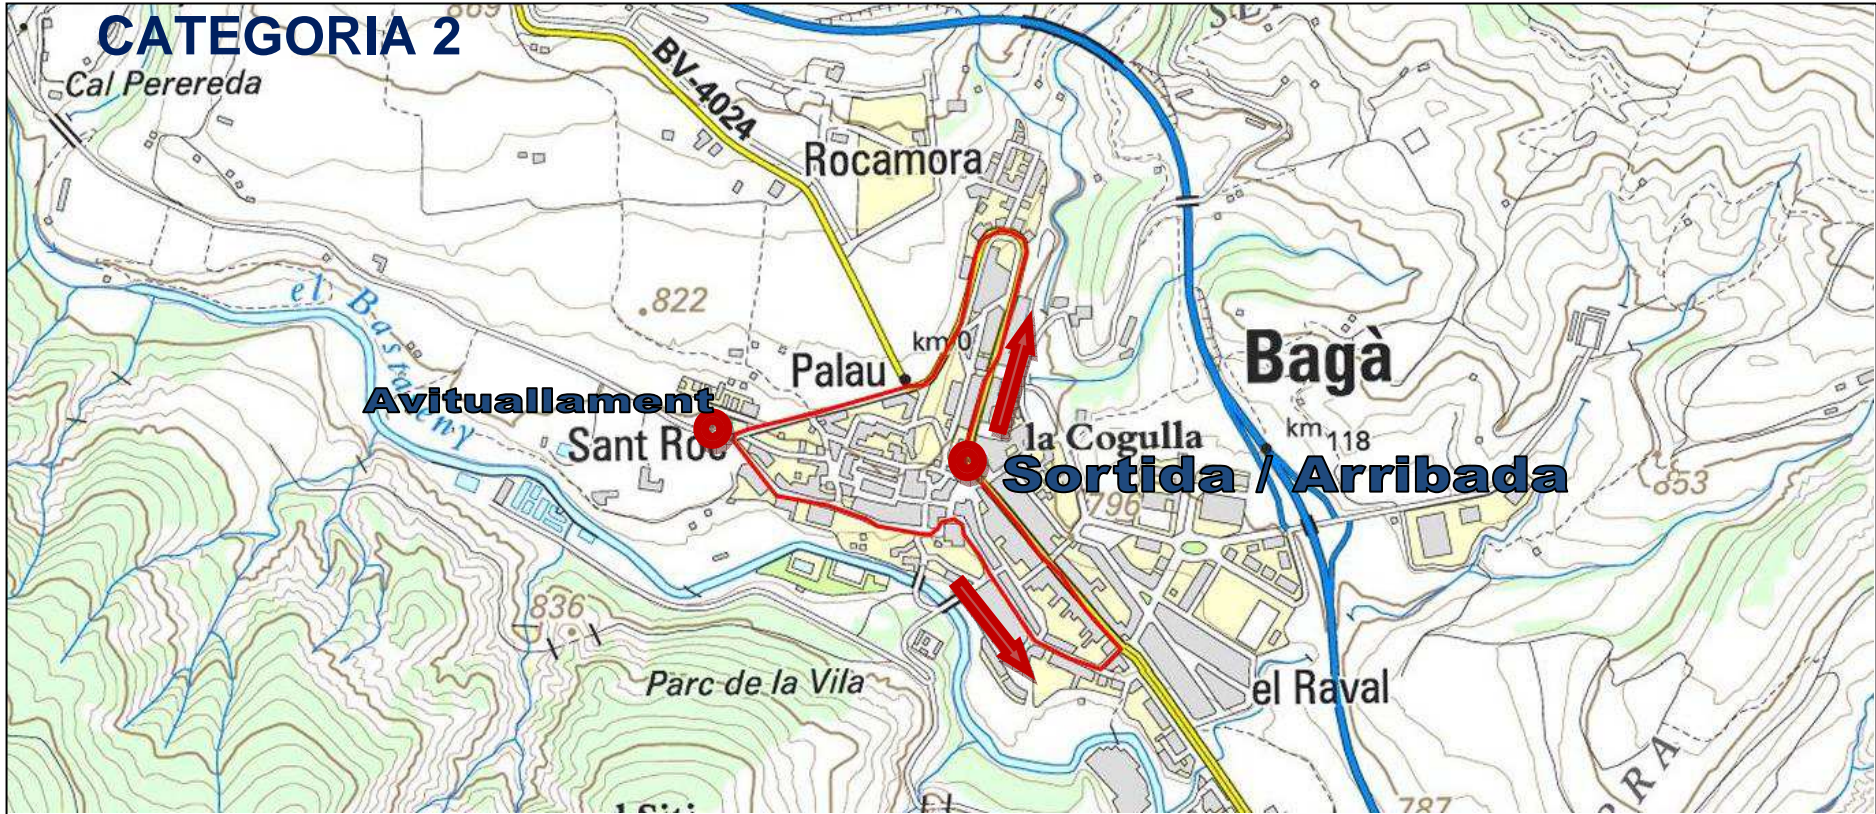 CATEGORIA 2
869
Cal Perereda
BV-4024
Rocamora
el Bastareny
822
km 0
Palau
Bagà
Avituallament
Sant Roc
la Cogulla
km 118
Sortida / Arribada
796
853
836
Parc de la Vila
el Raval
787